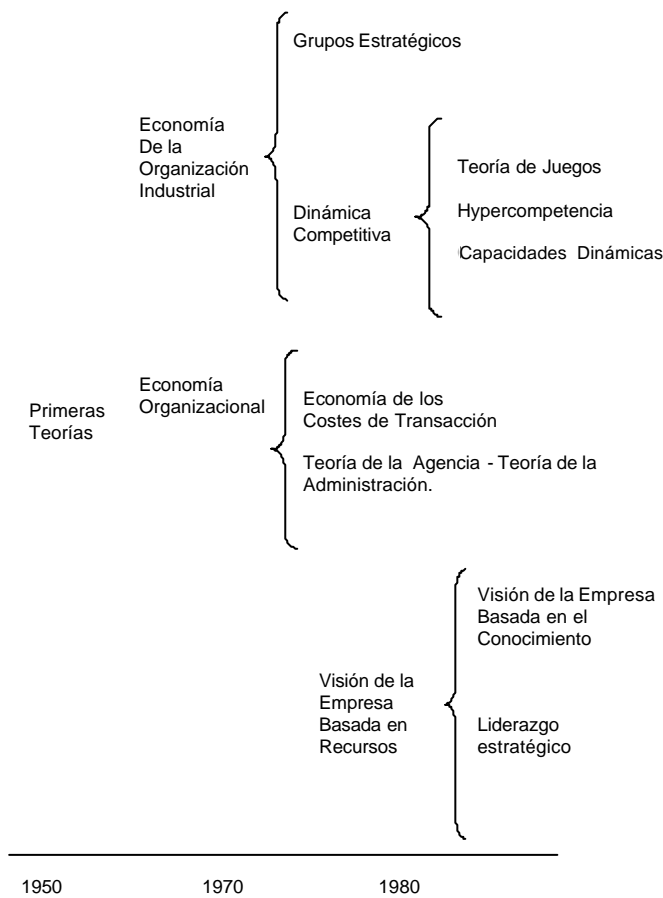 Grupos Estratégicos
Economía
De la
Organización
Industrial
Dinámica
Competitiva
Teoría de Juegos
Hypercompetencia
Capacidades Dinámicas
Primeras
Teorías
Economía
Organizacional
Economía de los
Costes de Transacción
Teoría de la Agencia - Teoría de la
Administración.
Visión de la
Empresa
Basada en
Recursos
Visión de la Empresa
Basada en el
Conocimiento
Liderazgo
estratégico
1950 1970 1980